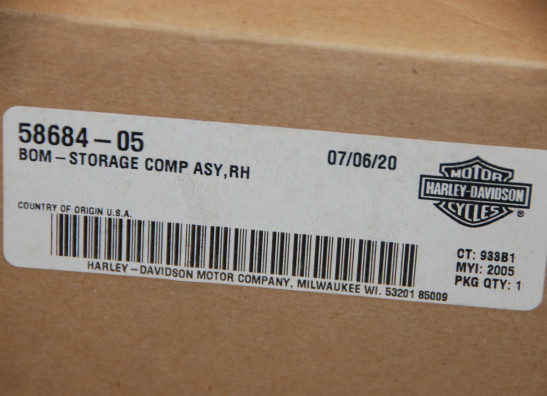 58684-05
BOM-STORAGE COMP ASY,RH
07/06/20
MOTOR
HARLEY-DAVIDSON
CYCLES
®
COUNTRY OF ORIGIN U.S.A.
CT: 933B1
MYI: 2005
PKG QTY: 1
HARLEY-DAVIDSON MOTOR COMPANY, MILWAUKEE WI. 53201 85009